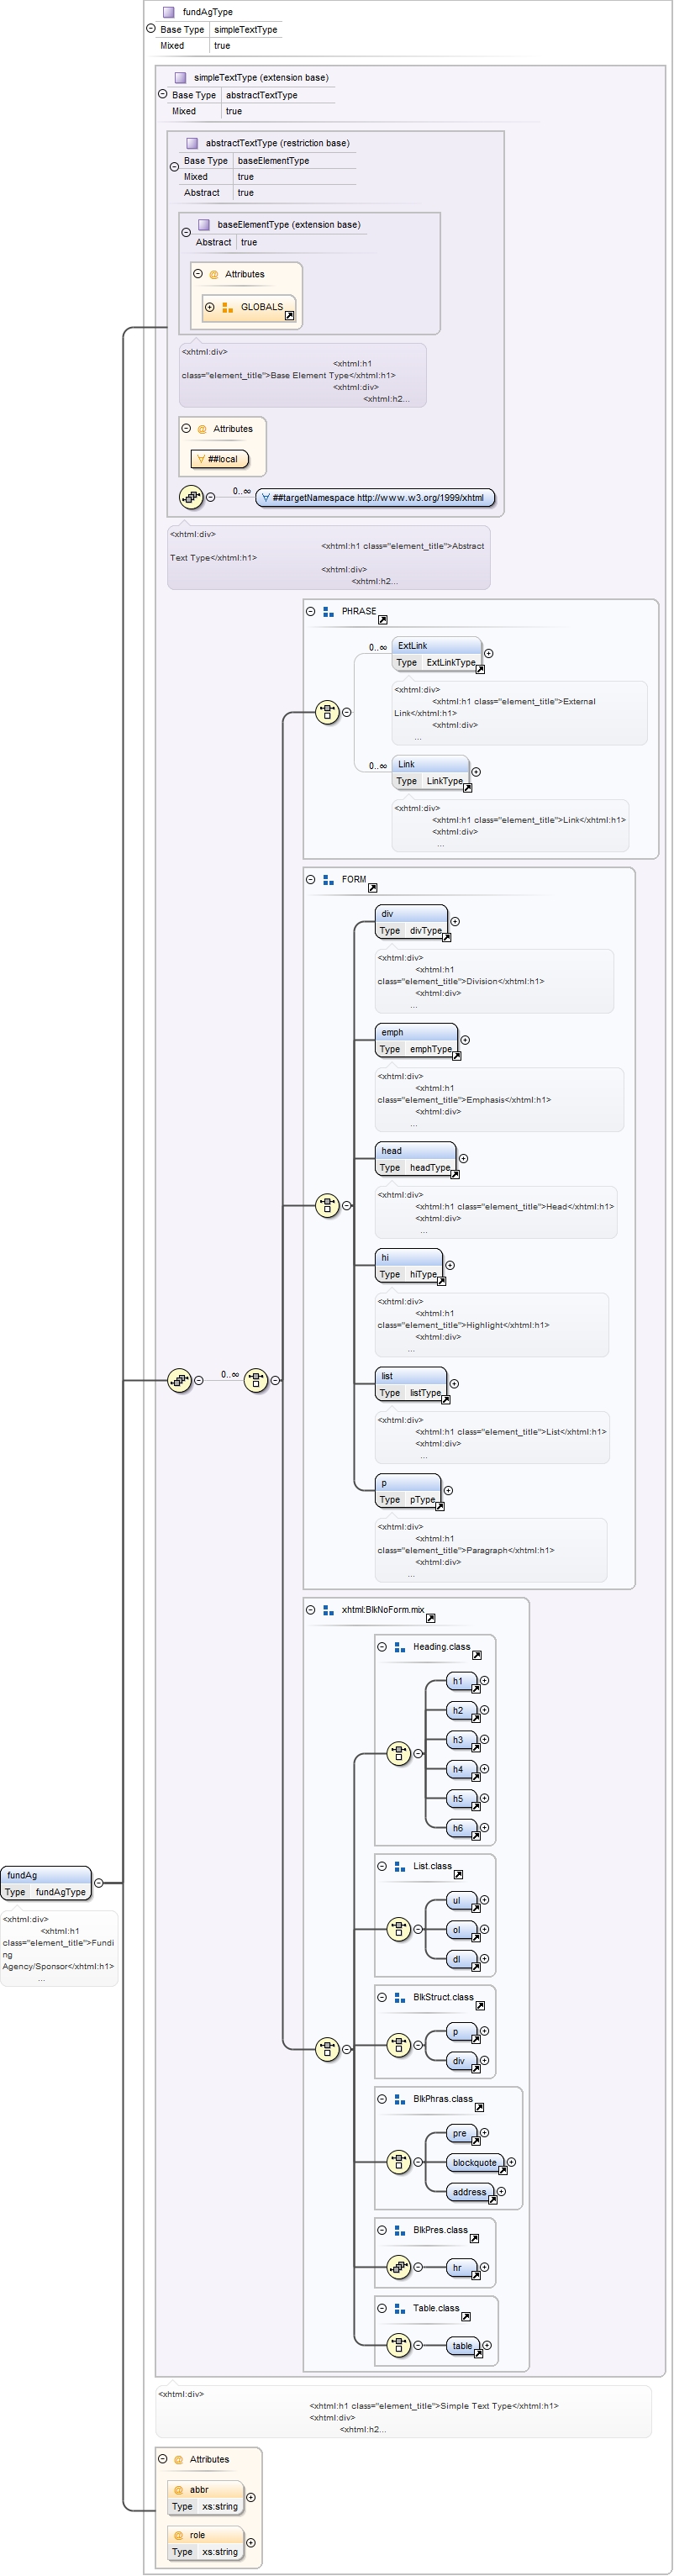 fundAgType
Base Type simpleTextType
Mixed true
simpleTextType (extension base)
Base Type abstractTextType
Mixed true
abstractTextType (restriction base)
Base Type baseElementType
Mixed true
Abstract true
baseElementType (extension base)
Abstract true
@ Attributes
GLOBALS
<xhtml:div>
<xhtml:h1
class="element_title">Base Element Type</xhtml:h1>
<xhtml:div>
<xhtml:h2...
@ Attributes
##local
0..∞ ##targetNamespace http://www.w3.org/1999/xhtml
<xhtml:div>
<xhtml:h1 class="element_title">Abstract
Text Type</xhtml:h1>
<xhtml:div>
<xhtml:h2...
PHRASE
0..∞ ExtLink
Type ExtLinkType
<xhtml:div>
<xhtml:h1 class="element_title">External
Link</xhtml:h1>
<xhtml:div>
...
0..∞ Link
Type LinkType
<xhtml:div>
<xhtml:h1 class="element_title">Link</xhtml:h1>
<xhtml:div>
...
FORM
div
Type divType
<xhtml:div>
<xhtml:h1
class="element_title">Division</xhtml:h1>
<xhtml:div>
...
emph
Type emphType
<xhtml:div>
<xhtml:h1
class="element_title">Emphasis</xhtml:h1>
<xhtml:div>
...
head
Type headType
<xhtml:div>
<xhtml:h1 class="element_title">Head</xhtml:h1>
<xhtml:div>
...
hi
Type hiType
<xhtml:div>
<xhtml:h1
class="element_title">Highlight</xhtml:h1>
<xhtml:div>
...
0..∞
list
Type listType
<xhtml:div>
<xhtml:h1 class="element_title">List</xhtml:h1>
<xhtml:div>
...
p
Type pType
<xhtml:div>
<xhtml:h1
class="element_title">Paragraph</xhtml:h1>
<xhtml:div>
...
xhtml:BlkNoForm.mix
Heading.class
h1
h2
h3
h4
h5
h6
List.class
ul
ol
dl
fundAg
Type fundAgType
<xhtml:div>
<xhtml:h1
class="element_title">Fundi
ng
Agency/Sponsor</xhtml:h1>
...
BlkStruct.class
p
div
BlkPhras.class
pre
blockquote
address
BlkPres.class
hr
Table.class
table
<xhtml:div>
<xhtml:h1 class="element_title">Simple Text Type</xhtml:h1>
<xhtml:div>
<xhtml:h2...
@ Attributes
@ abbr
Type xs:string
@ role
Type xs:string